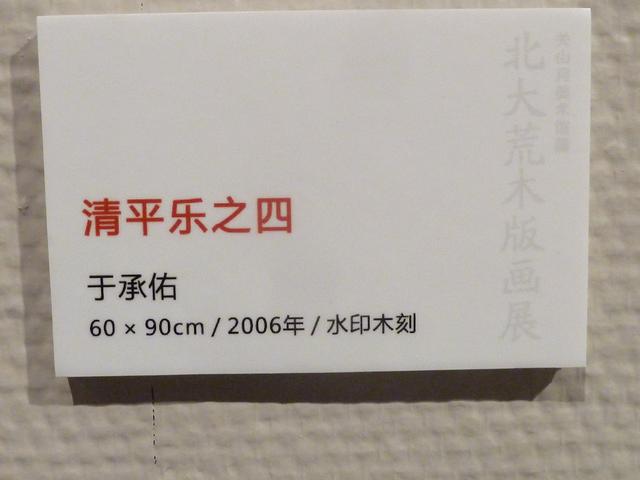 清平乐之四
于承佑
60 × 90cm / 2006年 / 水印木刻
北大荒木版画展